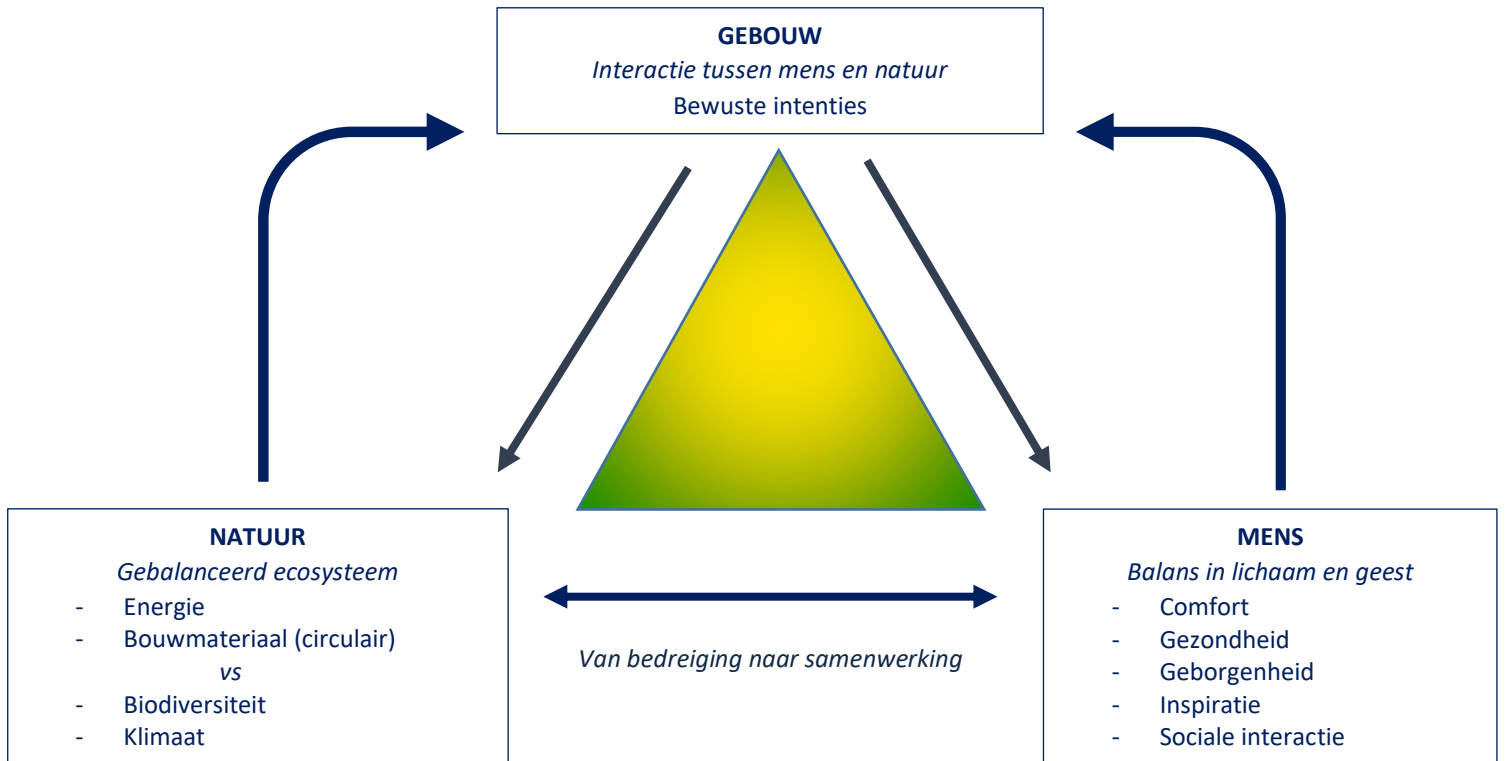 GEBOUW
Interactie tussen mens en natuur
Bewuste intenties
NATUUR
Gebalanceerd ecosysteem
- Energie
- Bouwmateriaal (circulair)
vs
- Biodiversiteit
- Klimaat
Van bedreiging naar samenwerking
MENS
Balans in lichaam en geest
- Comfort
- Gezondheid
- Geborgenheid
- Inspiratie
- Sociale interactie